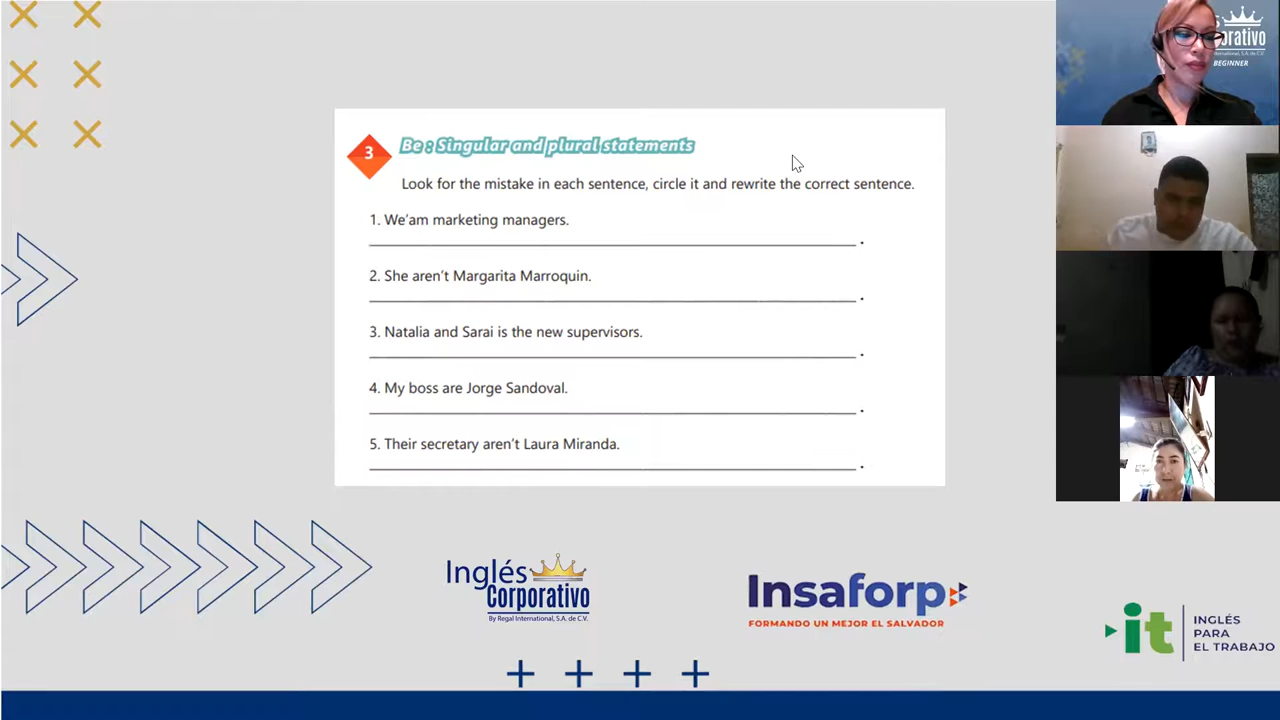 3
Be : Singular and plural statements
Look for the mistake in each sentence, circle it and rewrite the correct sentence.
1. We'am marketing managers.
2. She aren't Margarita Marroquin.
3. Natalia and Sarai is the new supervisors.
4. My boss are Jorge Sandoval.
5. Their secretary aren't Laura Miranda.
Inglés
Corporativo
By Regal International, S.A. de C.V.
Insaforp
FORMANDO UN MEJOR EL SALVADOR
it
INGLÉS
PARA
EL TRABAJO
BEGINNER